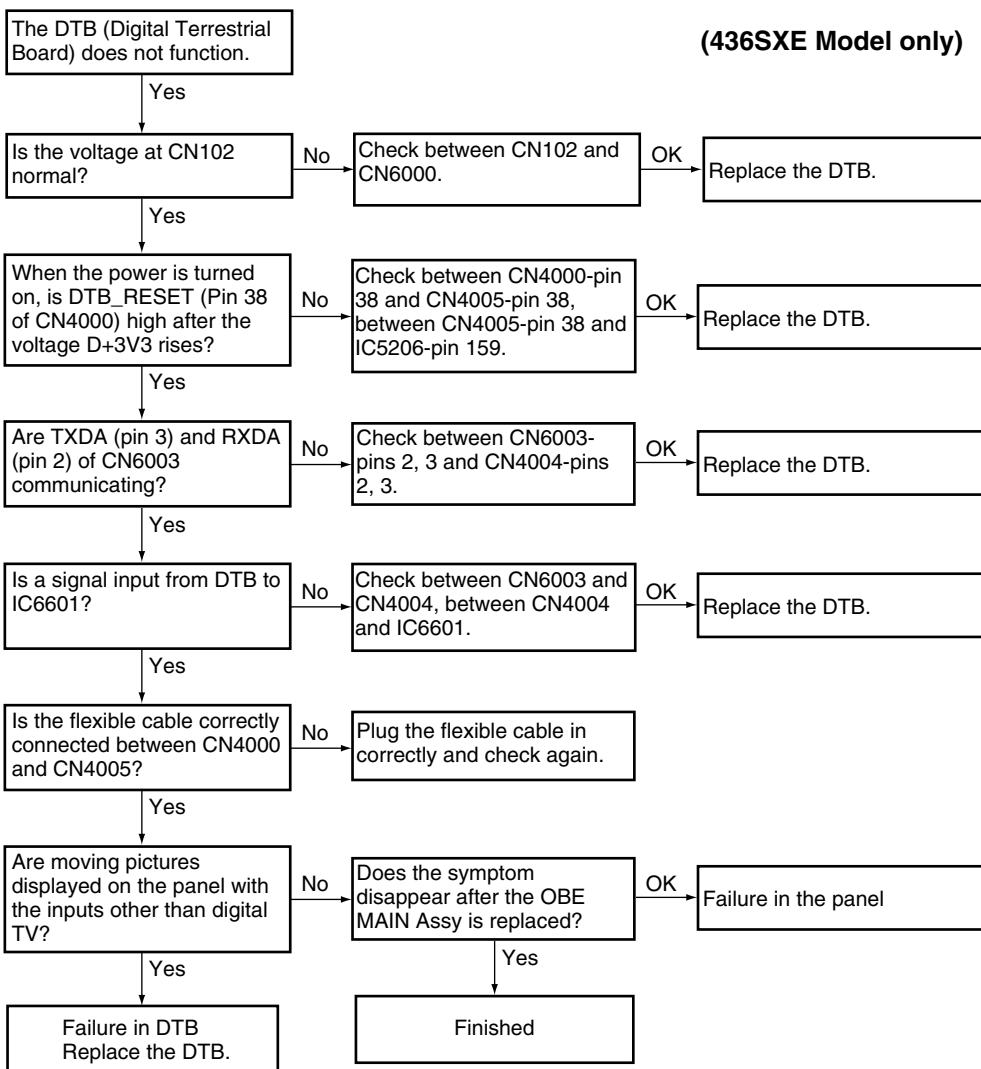 The DTB (Digital Terrestrial
Board) does not function.
(436SXE Model only)
Yes
Is the voltage at CN102
normal?
No
Check between CN102 and
CN6000.
OK
Replace the DTB.
Yes
When the power is turned
on, is DTB_RESET (Pin 38
of CN4000) high after the
voltage D+3V3 rises?
No
Check between CN4000-pin
38 and CN4005-pin 38,
between CN4005-pin 38 and
IC5206-pin 159.
OK
Replace the DTB.
Yes
Are TXDA (pin 3) and RXDA
(pin 2) of CN6003
communicating?
No
Check between CN6003-
pins 2, 3 and CN4004-pins
2, 3.
OK
Replace the DTB.
Yes
Is a signal input from DTB to
IC6601?
No
Check between CN6003 and
CN4004, between CN4004
and IC6601.
OK
Replace the DTB.
Yes
Is the flexible cable correctly
connected between CN4000
and CN4005?
No
Plug the flexible cable in
correctly and check again.
Yes
Are moving pictures
displayed on the panel with
the inputs other than digital
TV?
No
Does the symptom
disappear after the OBE
MAIN Assy is replaced?
OK
Failure in the panel
Yes
Yes
Failure in DTB
Replace the DTB.
Finished